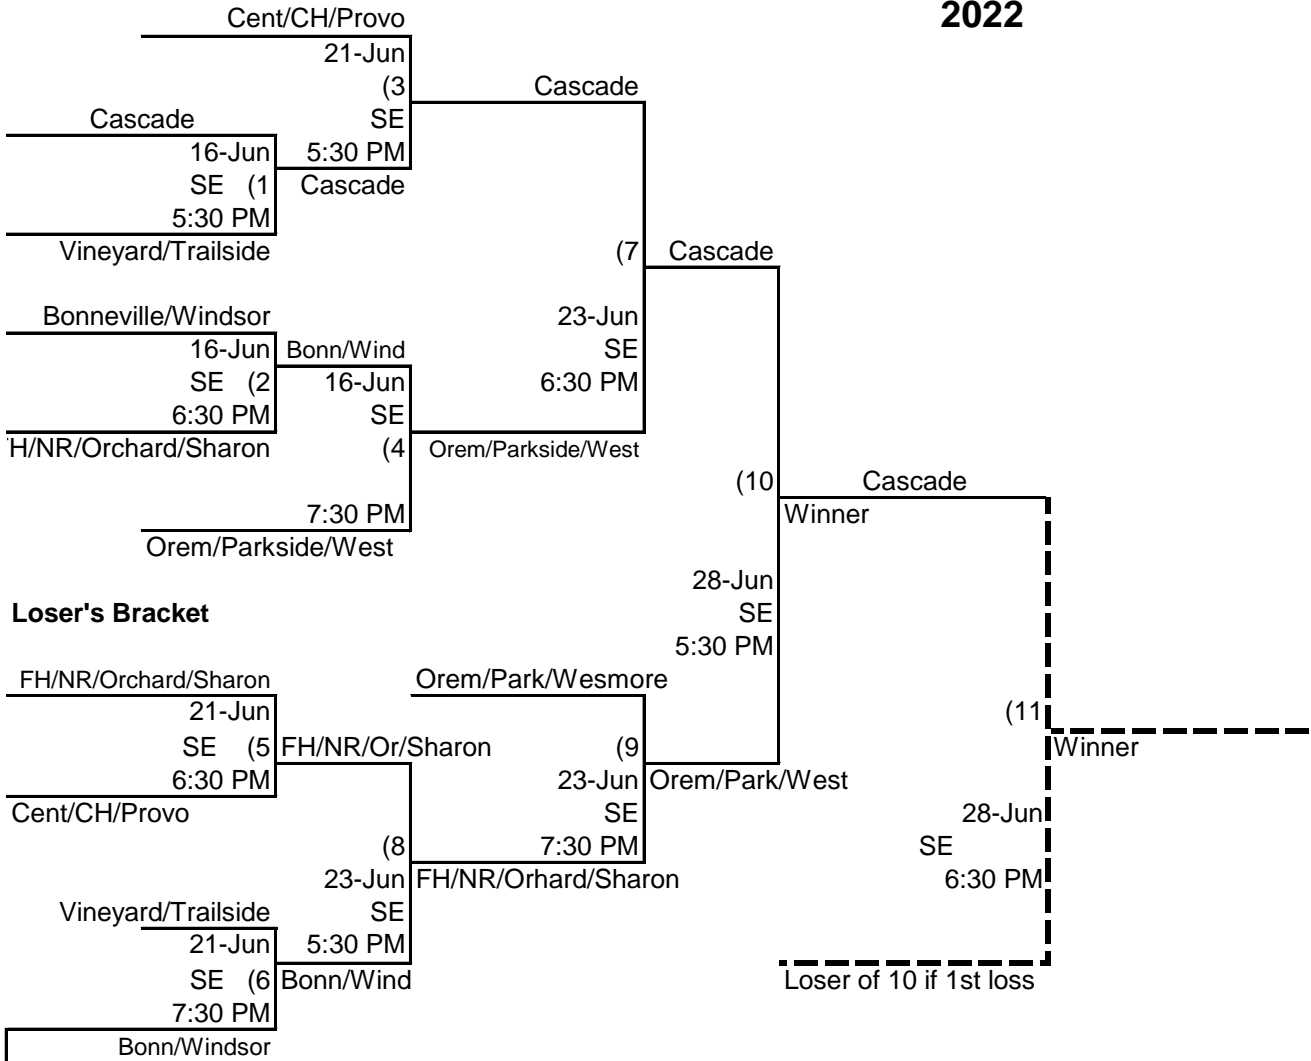 Cent/CH/Provo
2022
21-Jun
(3
Cascade
Cascade
SE
16-Jun
5:30 PM
SE (1
Cascade
5:30 PM
Vineyard/Trailside
(7
Cascade
Bonneville/Windsor
23-Jun
16-Jun
Bonn/Wind
SE
SE (2
16-Jun
6:30 PM
6:30 PM
SE
H/NR/Orchard/Sharon
(4
Orem/Parkside/West
(10
Cascade
7:30 PM
Winner
Orem/Parkside/West
28-Jun
Loser's Bracket
SE
5:30 PM
FH/NR/Orchard/Sharon
Orem/Park/Wesmore
21-Jun
(11
SE (5
FH/NR/Or/Sharon
(9
Winner
6:30 PM
23-Jun
Orem/Park/West
Cent/CH/Provo
SE
28-Jun
(8
7:30 PM
SE
23-Jun
FH/NR/Orhard/Sharon
6:30 PM
Vineyard/Trailside
SE
21-Jun
5:30 PM
SE (6
Bonn/Wind
Loser of 10 if 1st loss
7:30 PM
Bonn/Windsor